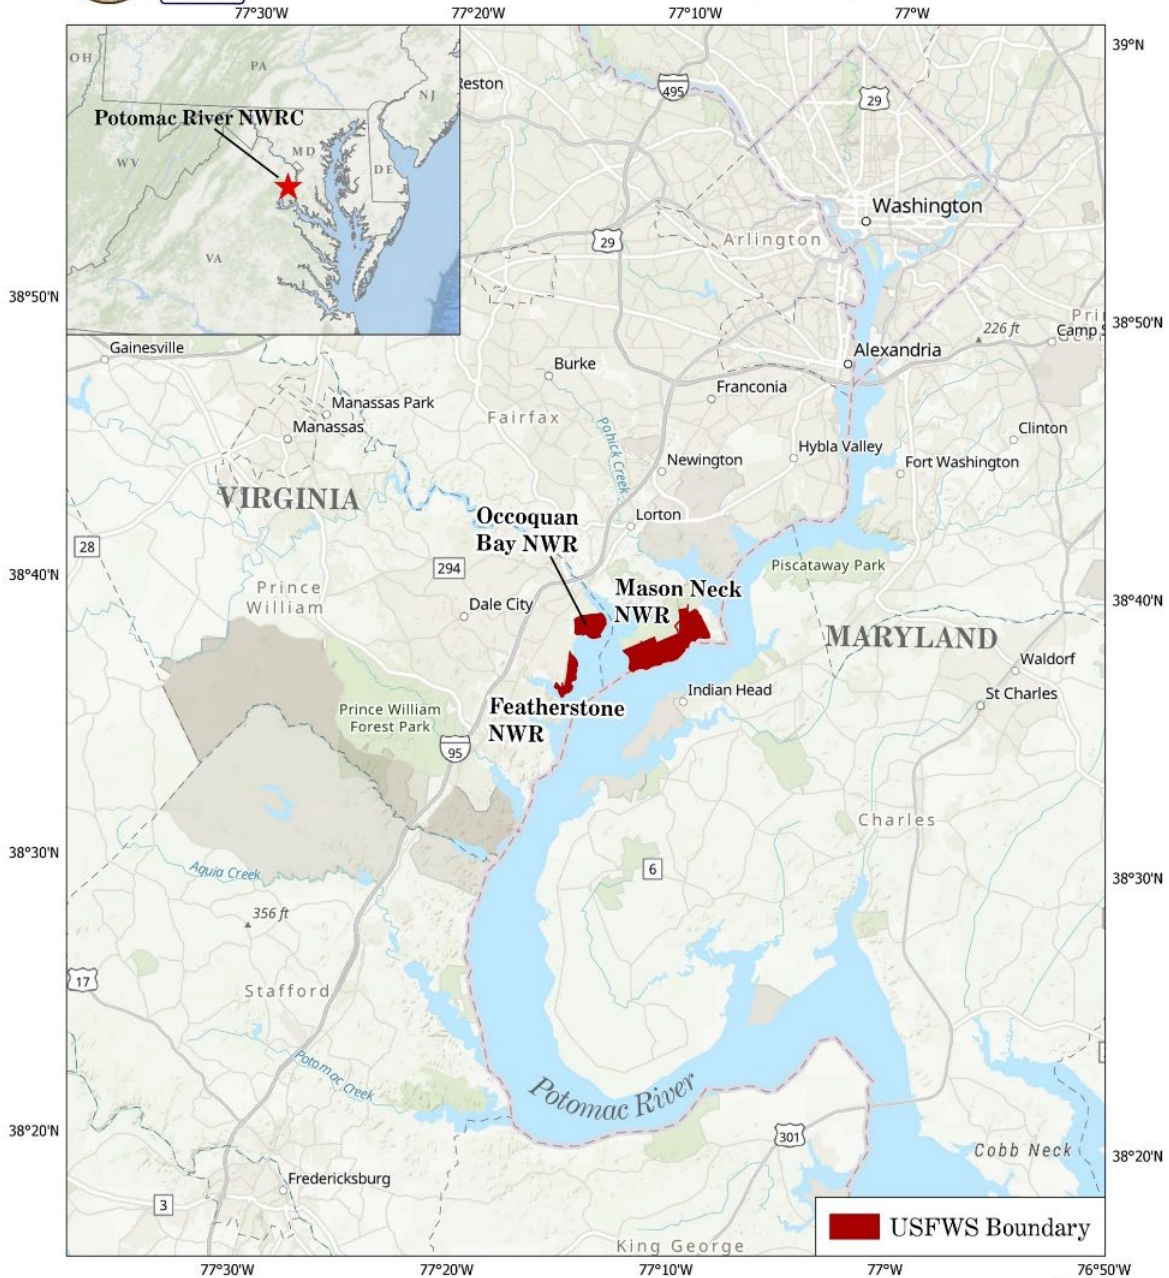 77°30'W
77°20'W
77°10'W
77°W
39°N
OH
PA
NJ
Reston
495
29
Potomac River NWRC
MD
WV
DE
Washington
Arlington
29
VA
38°50'N
38°50'N
226 ft
Camp
Gainesville
Alexandria
Burke
Franconia
Manassas Park
Fairfax
Manassas
Pohick Creek
Hybla Valley
Clinton
Newington
Fort Washington
VIRGINIA
Occoquan
Bay NWR
Lorton
28
294
38°40'N
Piscataway Park
Mason Neck
NWR
Prince
William
Dale City
38°40'N
MARYLAND
Waldorf
Indian Head
St Charles
Featherstone
NWR
Prince William
Forest Park
95
Charles
38°30'N
6
38°30'N
Aquia Creek
356 ft
17
Stafford
Potomac Creek
Potomac River
38°20'N
301
Cobb Neck
38°20'N
Fredericksburg
3
USFWS Boundary
King George
77°30'W
77°20'W
77°10'W
77°W
76°50'W